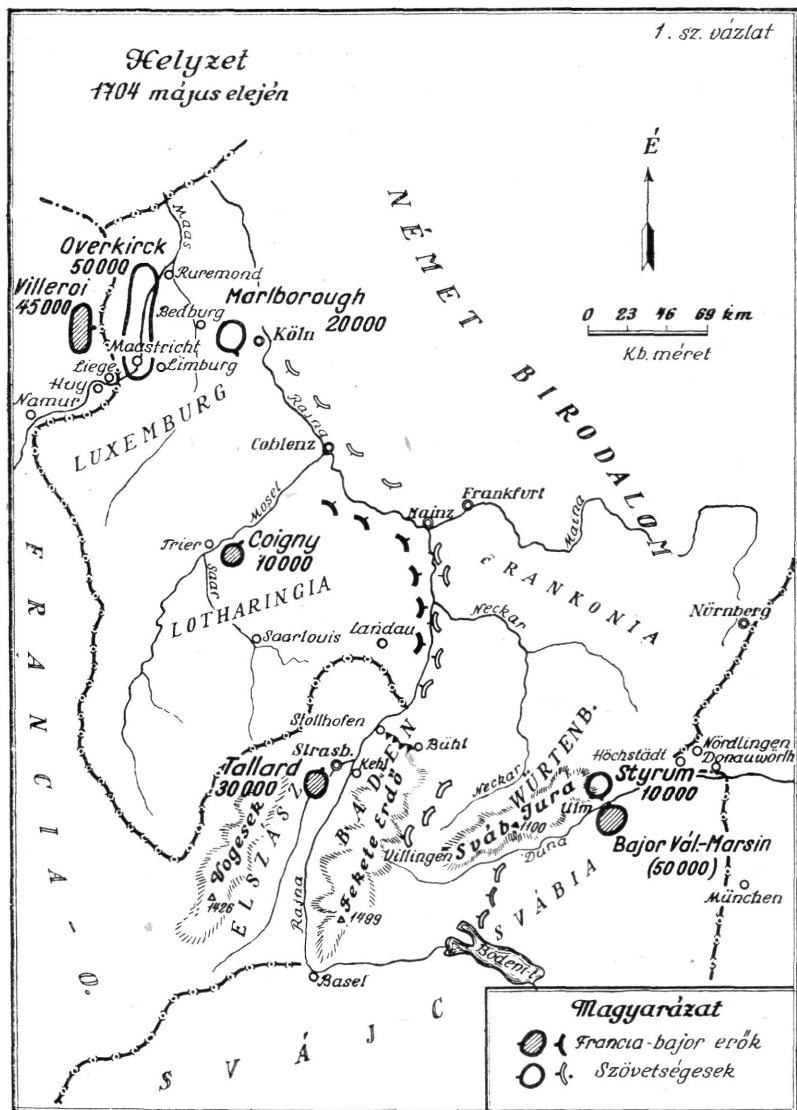 1. sz. vázlat
Helyzet
1704 május elején
É
NÉMET BIRODALOM
0 23 46 69 km
Kb. méret
Maas
Overkirck
50000
Villeroi
45000
Ruremond
Bedburg
Marlborough
20000
Köln
Maastricht
Limburg
Liege
Huy
Namur
LUXEMBURG
Rajna
Coblenz
Mosel
Frankfurt
Mainz
Maina
Trier
Coigny
10000
Saar
LOTHARINGIA
FRANKONIA
Neckar
Nürnberg
Saarlouis
Landau
FRANCIA-O.
Stollhofen
Bühl
Strasb.
Kehl
Tallard
30000
BADEN
WÜRTENB.
Höchstädt
Nördlingen
Donauwörth
Styrum
10000
Neckar
Ulm
Vogesek
1426
ELSZÁSZ
Fekete Erdő
1499
Villingen
Sváb Jura
1100
Duna
Bajor Vál.-Marsin
(50000)
SVÁBIA
München
Rajna
Bodeni-t.
Basel
SVÁJC
Magyarázat
Francia-bajor erők
Szövetségesek